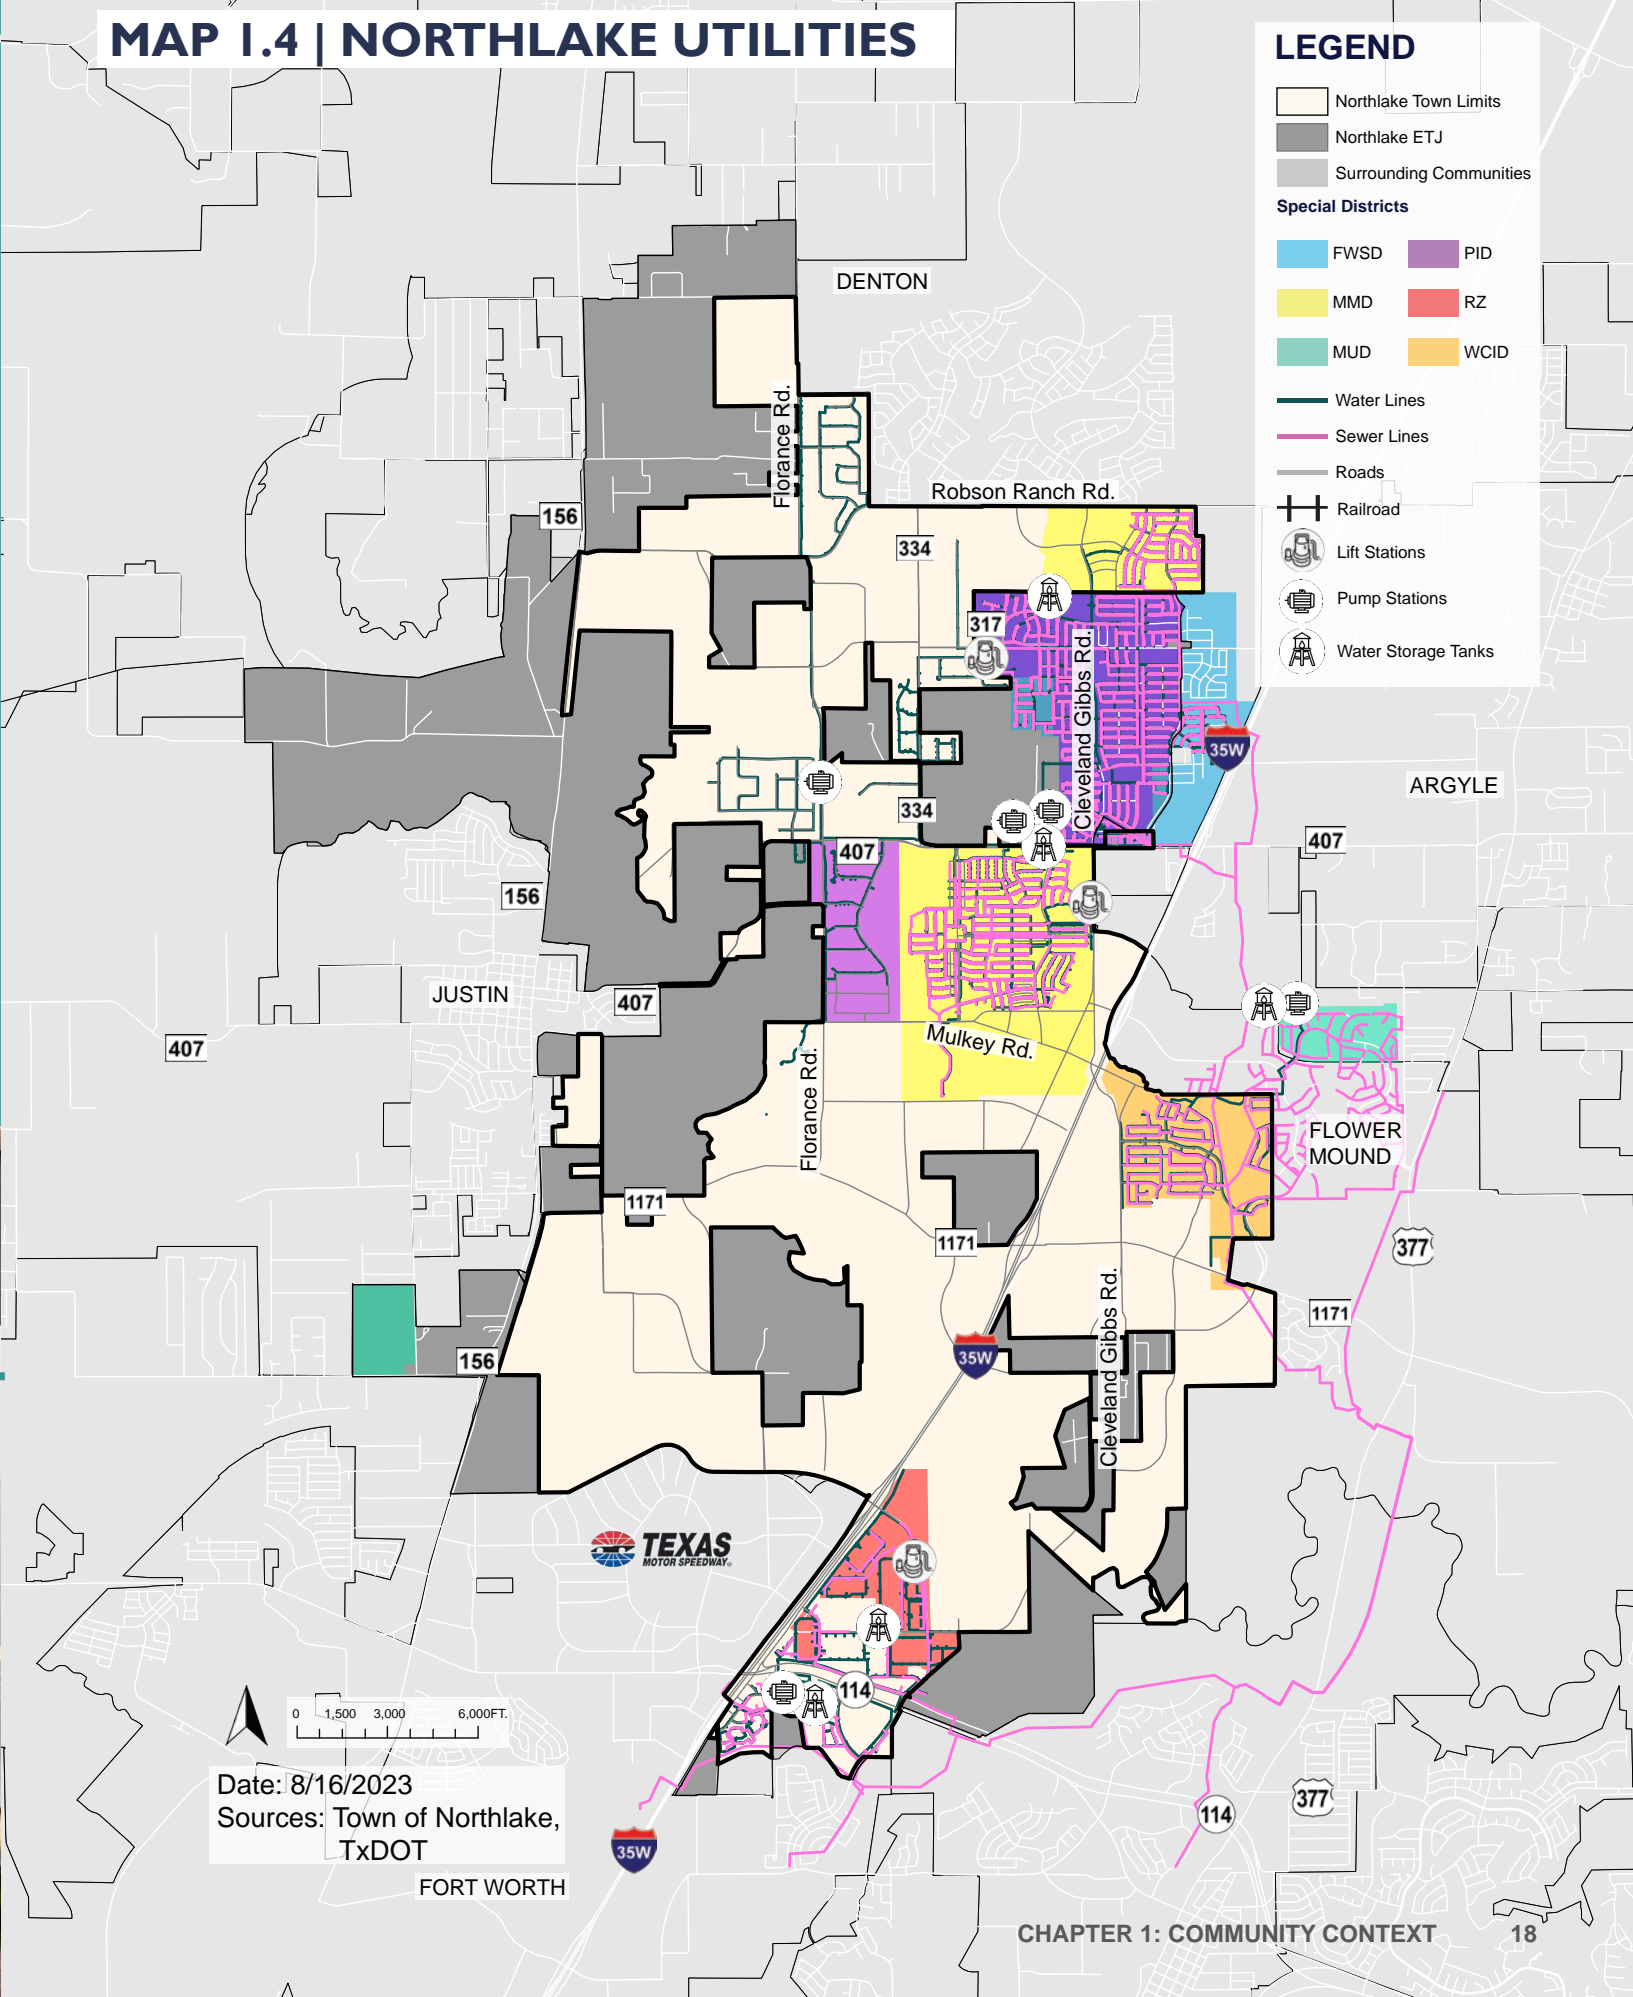 MAP 1.4 | NORTHLAKE UTILITIES
LEGEND
Northlake Town Limits
Northlake ETJ
Surrounding Communities
Special Districts
FWSD
PID
MMD
RZ
MUD
WCID
Water Lines
Sewer Lines
Roads
Railroad
Lift Stations
Pump Stations
Water Storage Tanks
DENTON
Florance Rd.
Robson Ranch Rd.
156
334
317
Cleveland Gibbs Rd.
35W
ARGYLE
334
407
407
156
JUSTIN
407
407
Mulkey Rd.
Florance Rd.
FLOWER
MOUND
1171
1171
377
1171
Cleveland Gibbs Rd.
35W
156
TEXAS
MOTOR SPEEDWAY
114
0 1,500 3,000 6,000FT.
Date: 8/16/2023
Sources: Town of Northlake,
TxDOT
377
114
35W
FORT WORTH
CHAPTER 1: COMMUNITY CONTEXT 18